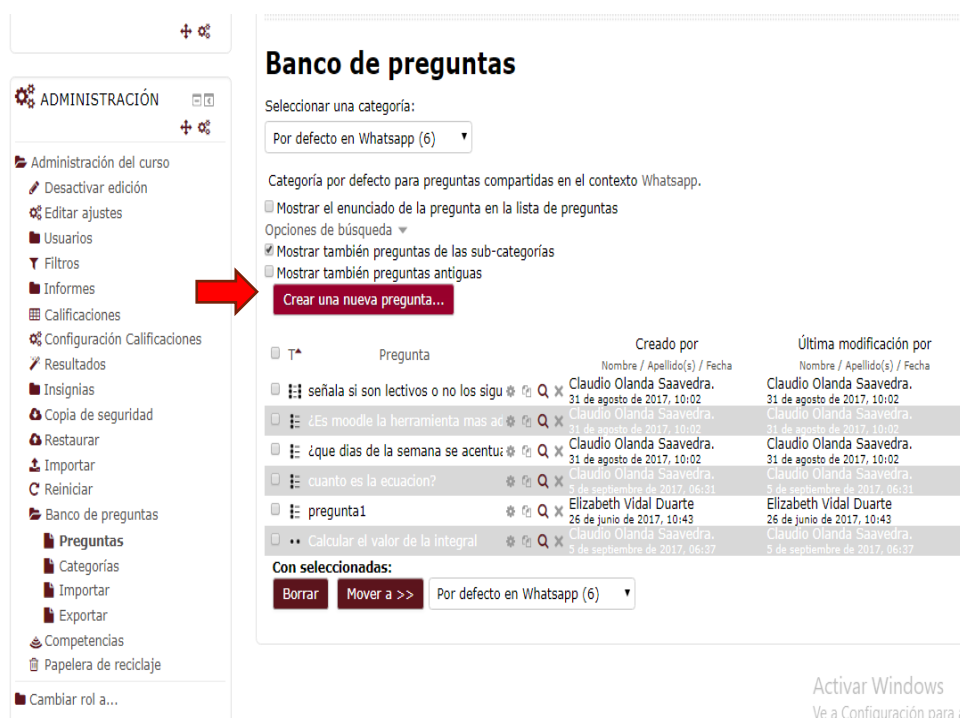 ADMINISTRACIÓN
Administración del curso
Desactivar edición
Editar ajustes
Usuarios
Filtros
Informes
Calificaciones
Configuración Calificaciones
Resultados
Insignias
Copia de seguridad
Restaurar
Importar
Reiniciar
Banco de preguntas
Preguntas
Categorías
Importar
Exportar
Competencias
Papelera de reciclaje
Cambiar rol a...
Banco de preguntas
Seleccionar una categoría:
Por defecto en Whatsapp (6)
Categoría por defecto para preguntas compartidas en el contexto Whatsapp.
Mostrar el enunciado de la pregunta en la lista de preguntas
Opciones de búsqueda
Mostrar también preguntas de las sub-categorías
Mostrar también preguntas antiguas
Crear una nueva pregunta...
T Pregunta Creado por Última modificación por
Nombre / Apellido(s) / Fecha Nombre / Apellido(s) / Fecha
señala si son lectivos o no los sigu Claudio Olanda Saavedra. Claudio Olanda Saavedra.
31 de agosto de 2017, 10:02 31 de agosto de 2017, 10:02
¿Es moodle la herramienta mas ad Claudio Olanda Saavedra. Claudio Olanda Saavedra.
31 de agosto de 2017, 10:02 31 de agosto de 2017, 10:02
¿que dias de la semana se acentua Claudio Olanda Saavedra. Claudio Olanda Saavedra.
31 de agosto de 2017, 10:02 31 de agosto de 2017, 10:02
cuanto es la ecuacion? Claudio Olanda Saavedra. Claudio Olanda Saavedra.
5 de septiembre de 2017, 06:31 5 de septiembre de 2017, 06:31
pregunta1 Elizabeth Vidal Duarte Elizabeth Vidal Duarte
26 de junio de 2017, 10:43 26 de junio de 2017, 10:43
Calcular el valor de la integral Claudio Olanda Saavedra. Claudio Olanda Saavedra.
5 de septiembre de 2017, 06:37 5 de septiembre de 2017, 06:37
Con seleccionadas:
Borrar Mover a >> Por defecto en Whatsapp (6)
Activar Windows
Ve a Configuración para